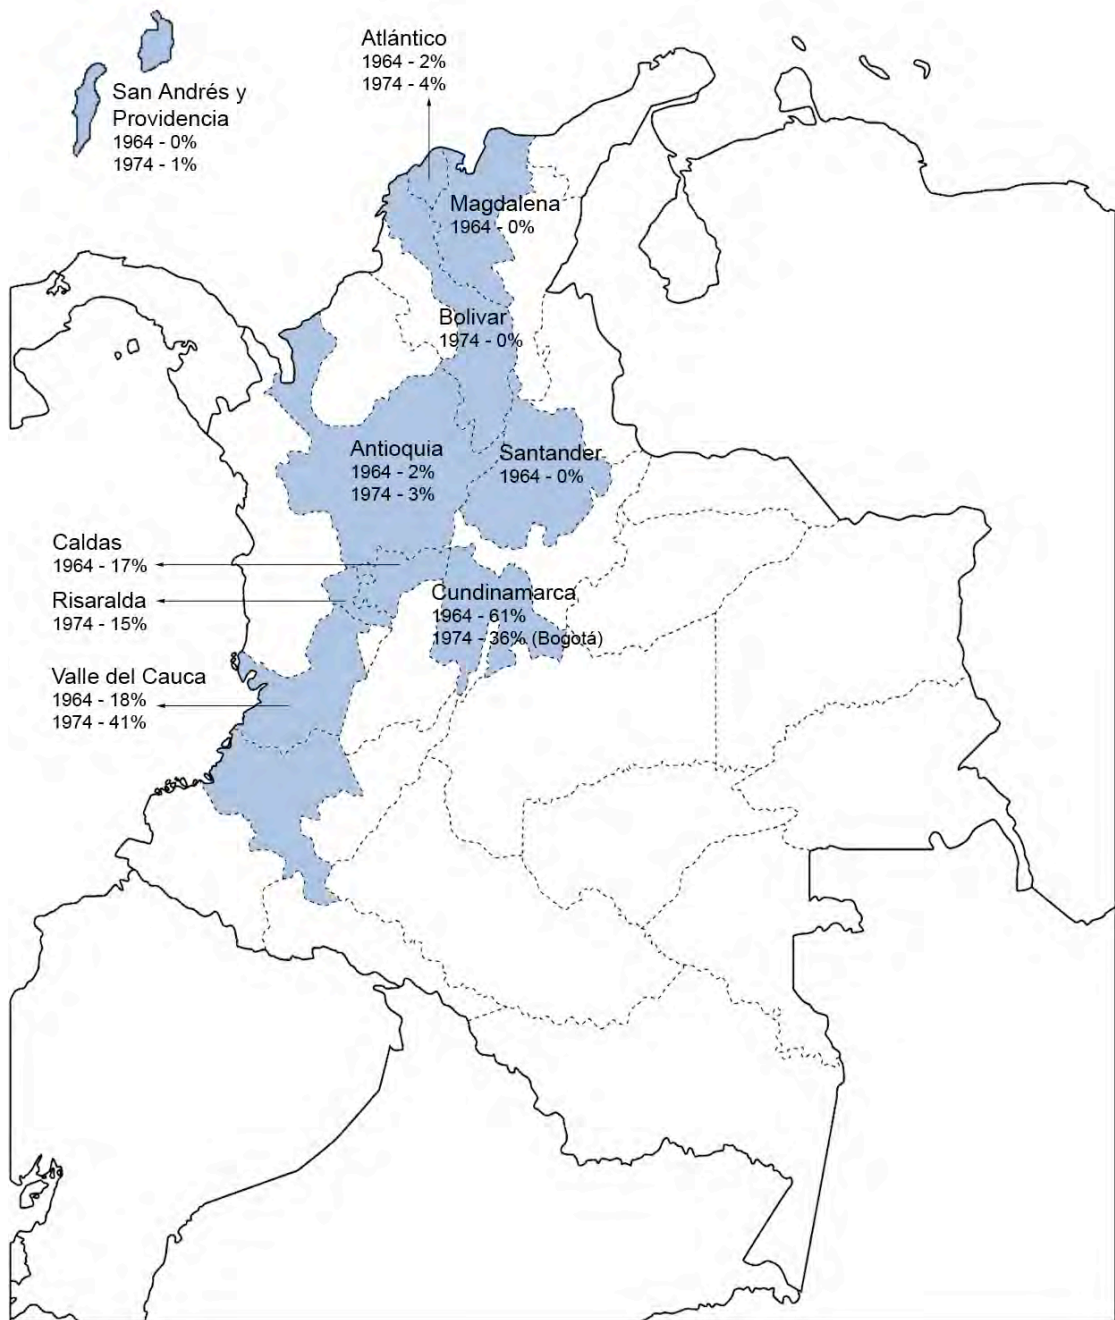 Atlántico
1964 - 2%
1974 - 4%
San Andrés y
Providencia
1964 - 0%
1974 - 1%
Magdalena
1964 - 0%
Bolivar
1974 - 0%
Antioquia
1964 - 2%
1974 - 3%
Santander
1964 - 0%
Caldas
1964 - 17%
Risaralda
1974 - 15%
Cundinamarca
1964 - 61%
1974 - 36% (Bogotá)
Valle del Cauca
1964 - 18%
1974 - 41%